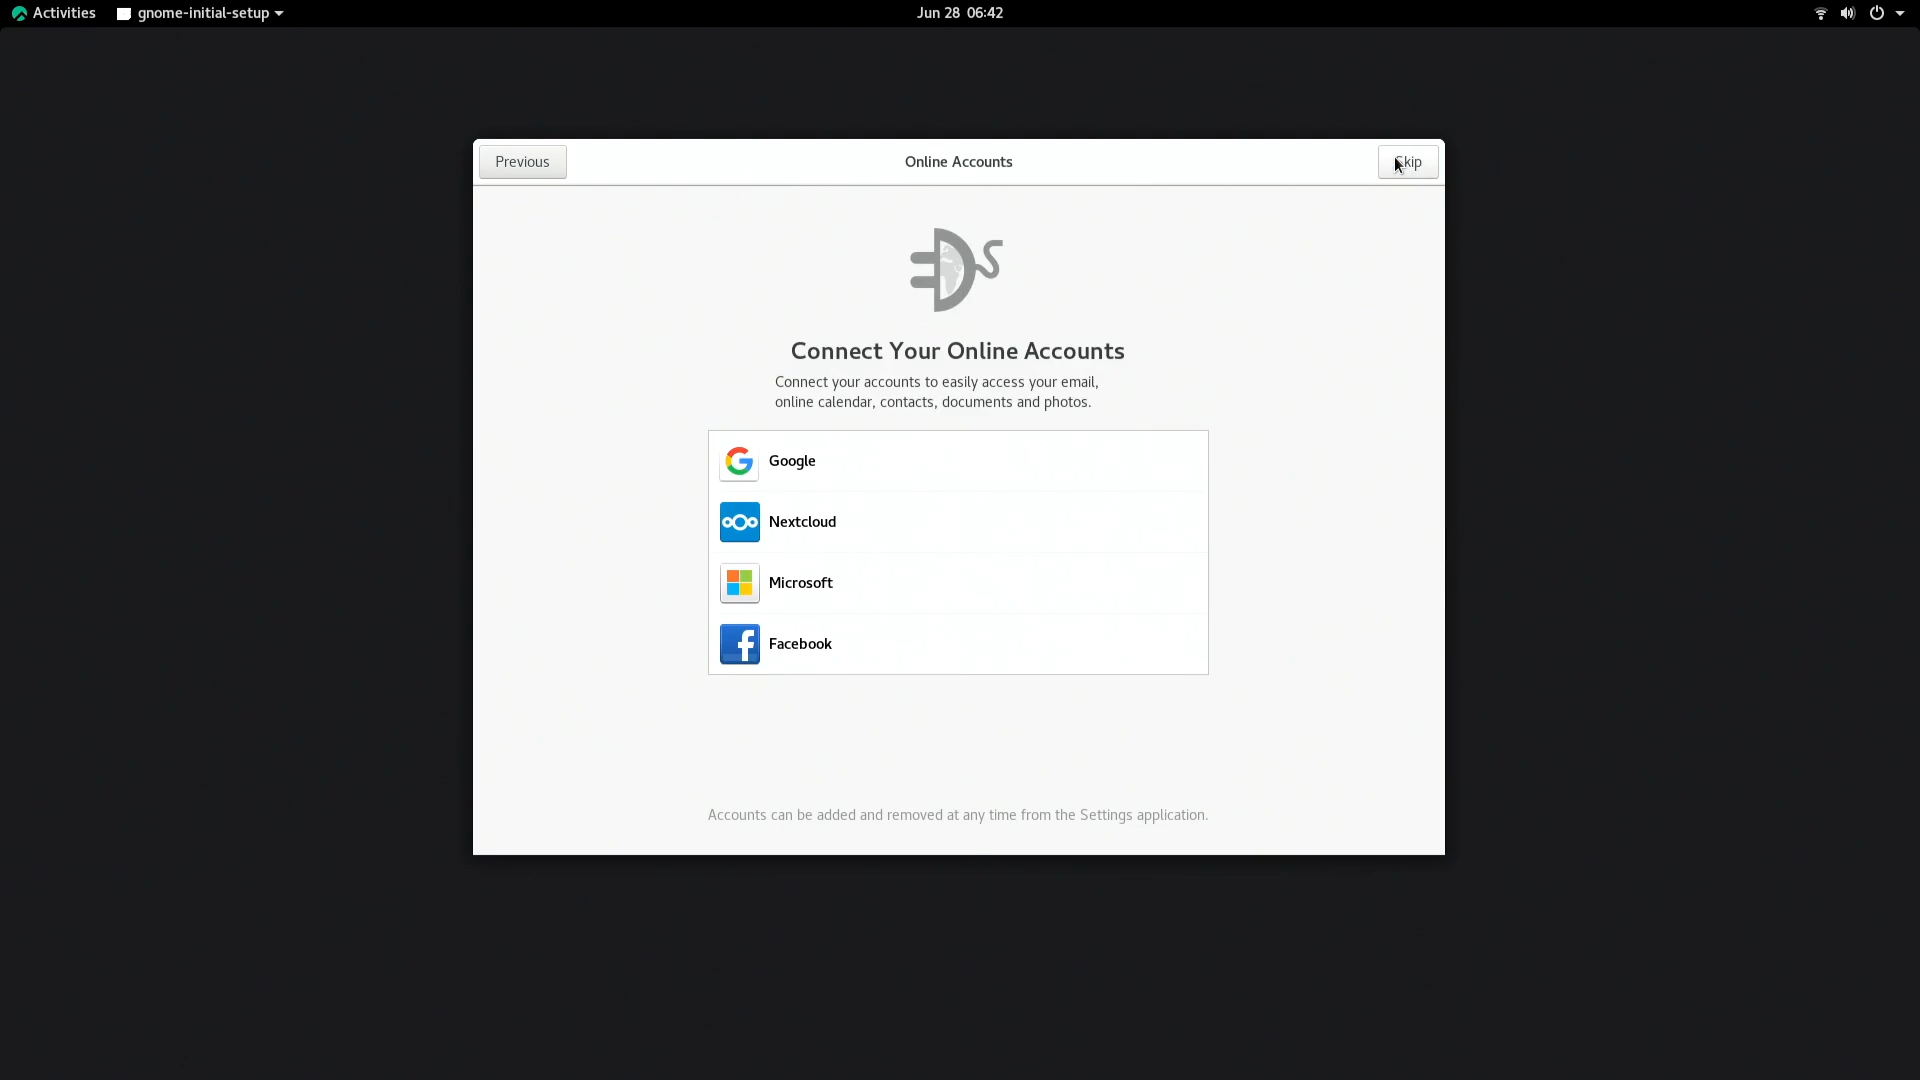 Activities
gnome-initial-setup
Jun 28 06:42
Previous
Online Accounts
Skip
Connect Your Online Accounts
Connect your accounts to easily access your email,
online calendar, contacts, documents and photos.
Google
Nextcloud
Microsoft
Facebook
Accounts can be added and removed at any time from the Settings application.